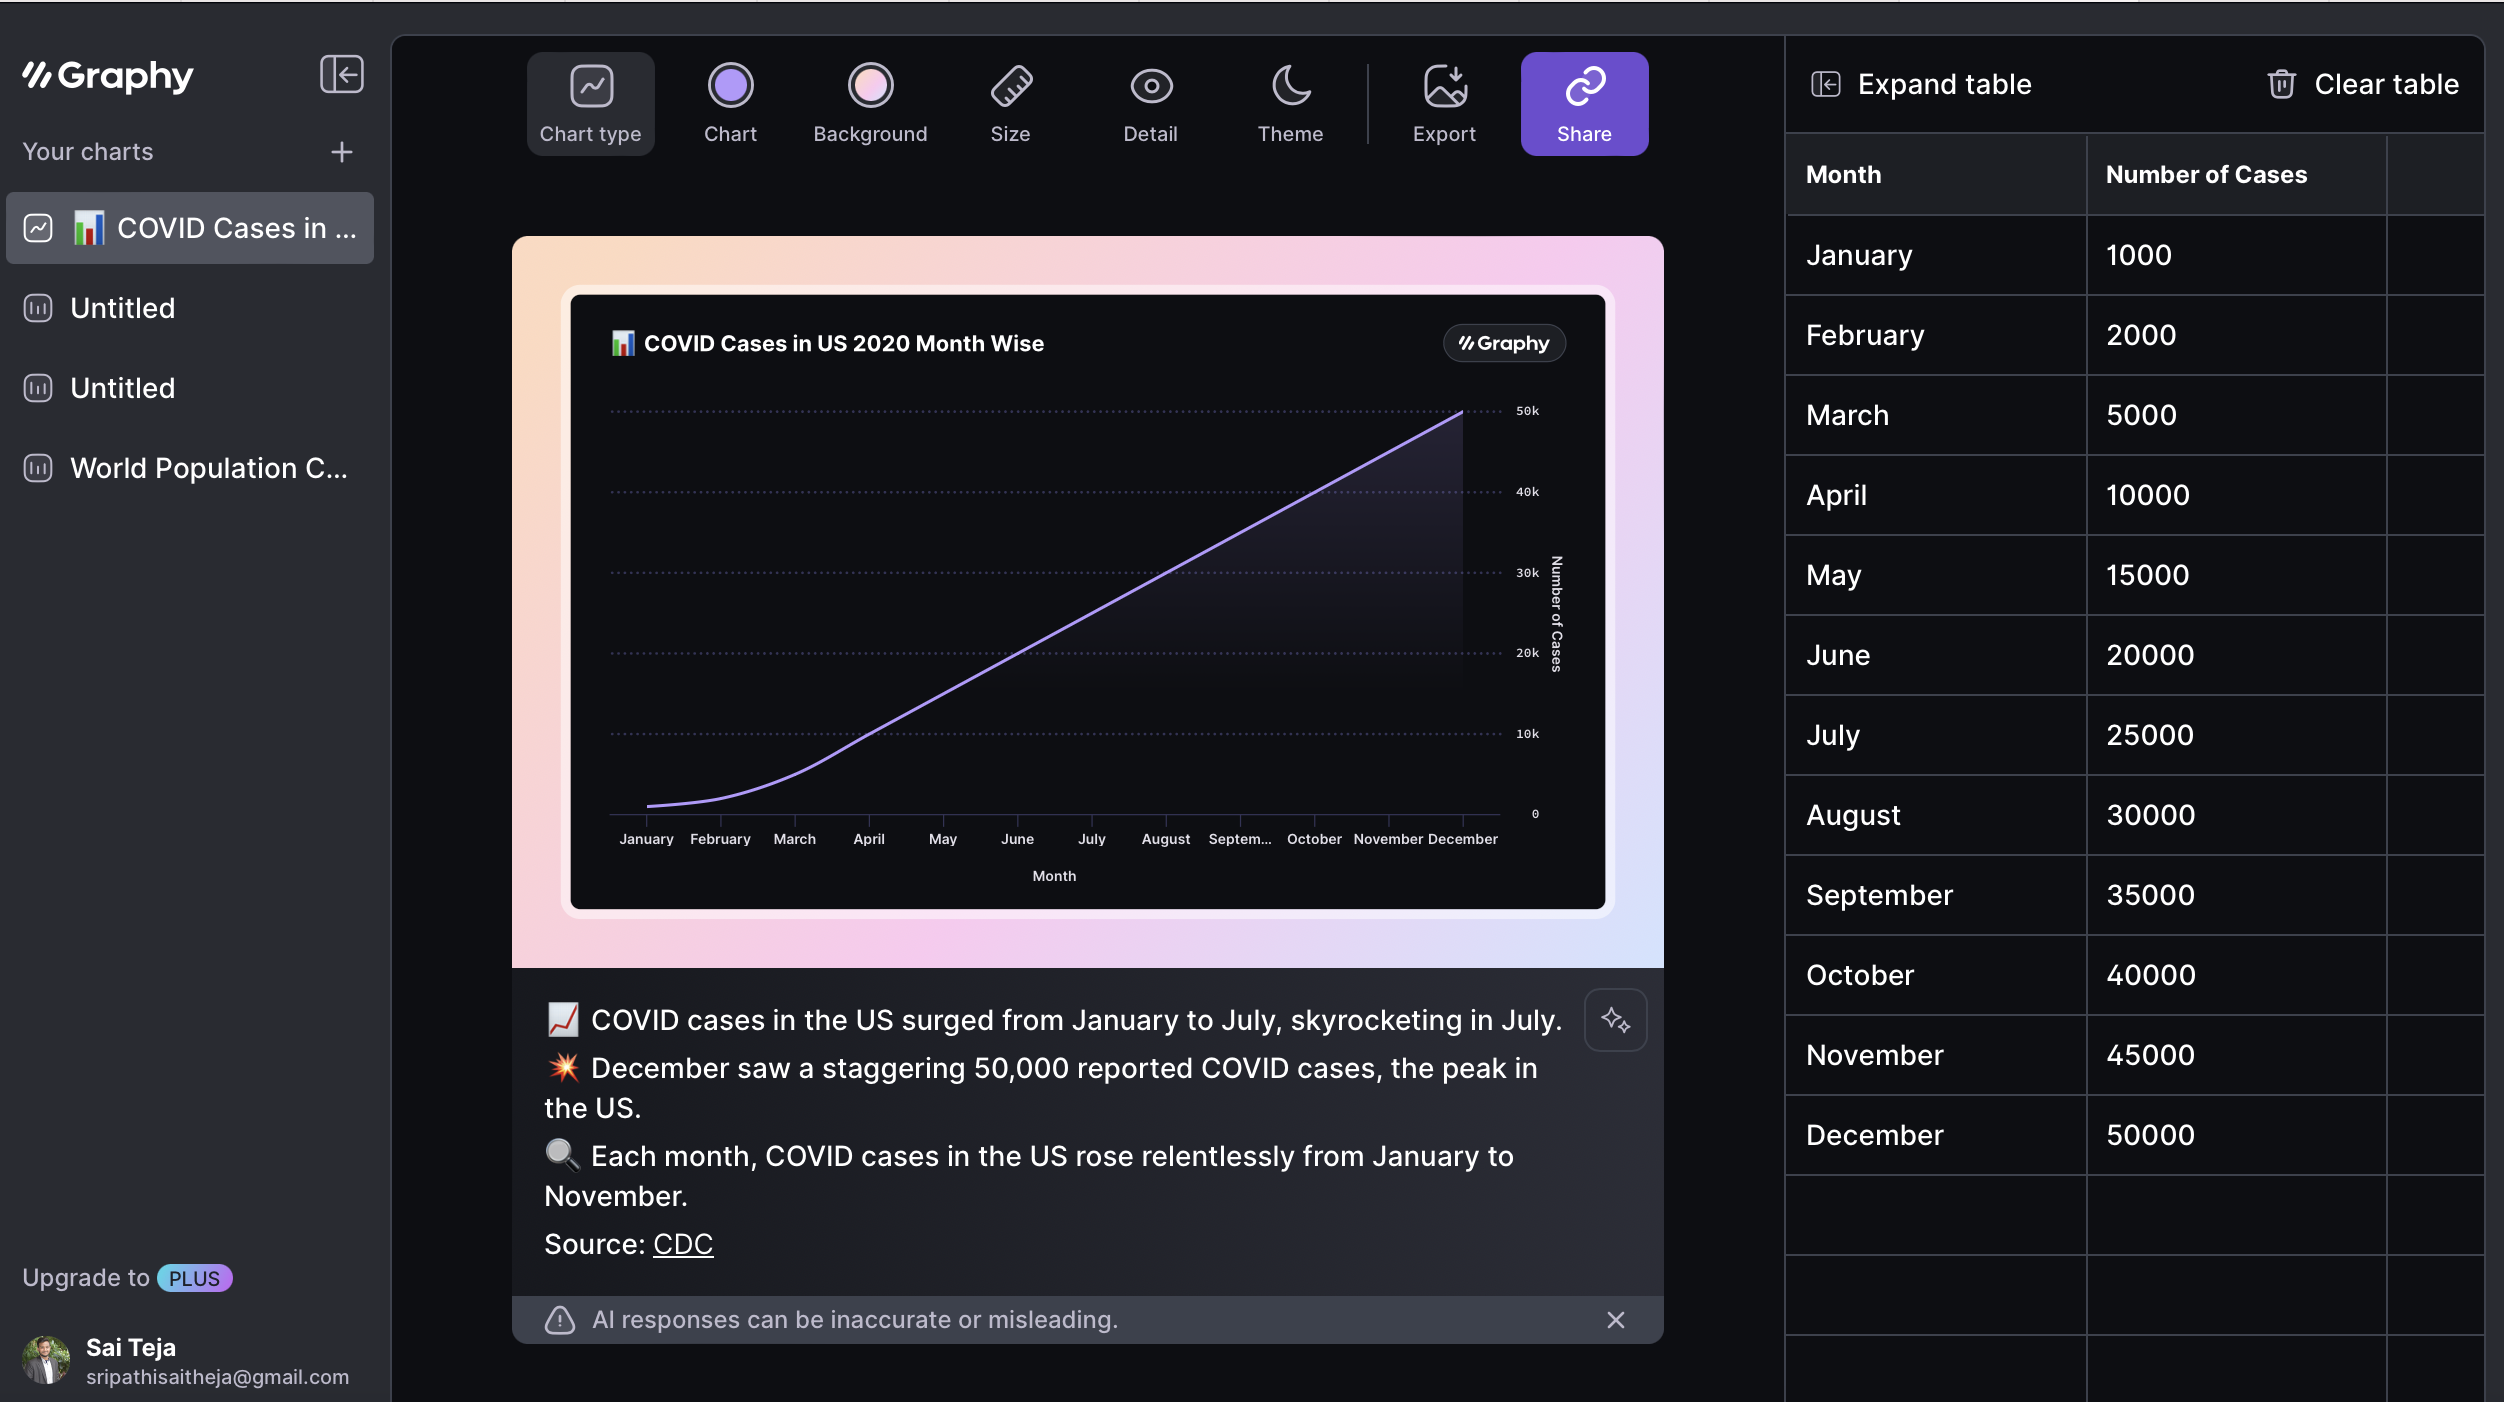 Graphy
Your charts
COVID Cases in ...
Untitled
Untitled
World Population C...
Upgrade to PLUS
Sai Teja
sripathisaitheja@gmail.com
Chart type
Chart
Background
Size
Detail
Theme
Export
Share
COVID Cases in US 2020 Month Wise
Graphy
50k
40k
30k
20k
10k
0
Number of Cases
January February March April May June July August Septem... October November December
Month
COVID cases in the US surged from January to July, skyrocketing in July.
December saw a staggering 50,000 reported COVID cases, the peak in
the US.
Each month, COVID cases in the US rose relentlessly from January to
November.
Source: CDC
AI responses can be inaccurate or misleading.
Expand table
Clear table
Month Number of Cases
January 1000
February 2000
March 5000
April 10000
May 15000
June 20000
July 25000
August 30000
September 35000
October 40000
November 45000
December 50000